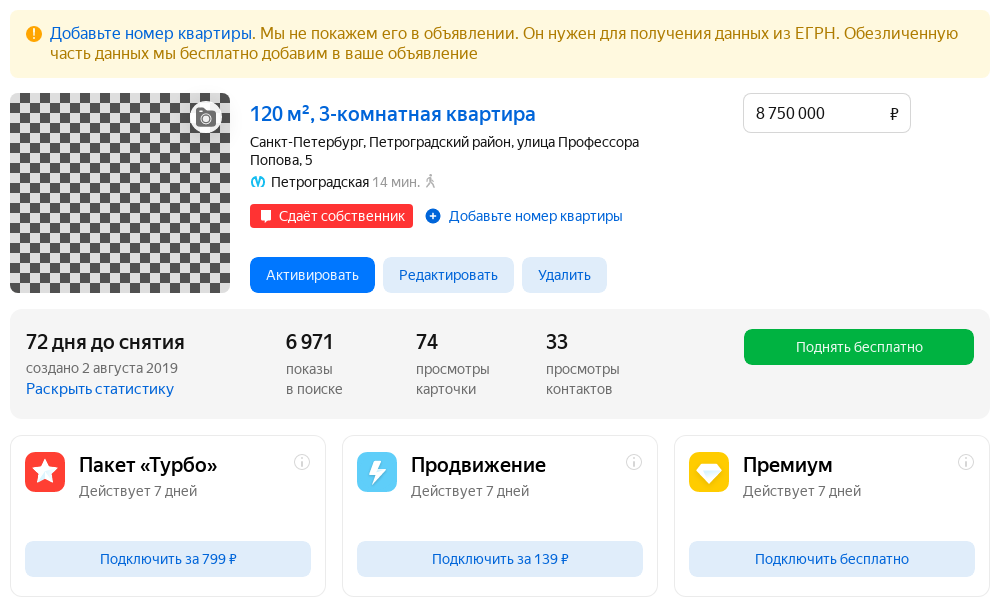 Добавьте номер квартиры. Мы не покажем его в объявлении. Он нужен для получения данных из ЕГРН. Обезличенную
часть данных мы бесплатно добавим в ваше объявление
120 м², 3-комнатная квартира
8 750 000 ₽
Санкт-Петербург, Петроградский район, улица Профессора
Попова, 5
Петроградская 14 мин.
Сдаёт собственник
Добавьте номер квартиры
Активировать
Редактировать
Удалить
72 дня до снятия
создано 2 августа 2019
Раскрыть статистику
6 971
показы
в поиске
74
просмотры
карточки
33
просмотры
контактов
Поднять бесплатно
Пакет «Турбо»
Действует 7 дней
Подключить за 799 ₽
Продвижение
Действует 7 дней
Подключить за 139 ₽
Премиум
Действует 7 дней
Подключить бесплатно